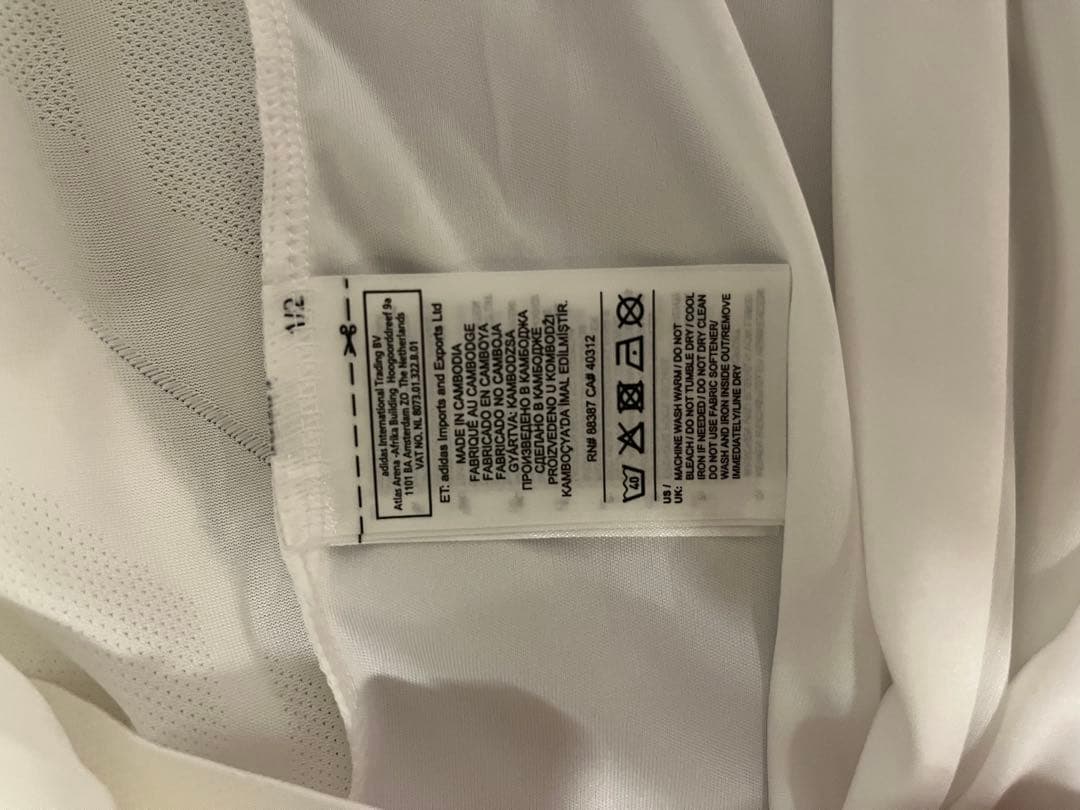 1/2
adidas International Trading BV
Atlas Arena -Afrika Building Hoogoorddreef 9a
1101 BA Amsterdam ZO The Netherlands
VAT NO. NL 8073.01.322.B.01
ET: adidas Imports and Exports Ltd
MADE IN CAMBODIA
FABRIQUÉ AU CAMBODGE
FABRICADO EN CAMBOYA
FABRICADO NO CAMBOJA
GYÁRTVA: KAMBODZSA
ПРОИЗВЕДЕНО В КАМБОДЖА
СДЕЛАНО В КАМБОДЖЕ
PROIZVEDENO U KOMBODŽI
KAMBOÇYA'DA İMAL EDİLMİŞTİR.
RN# 88387 CA# 40312
40
US /
UK: MACHINE WASH WARM / DO NOT
BLEACH / DO NOT TUMBLE DRY / COOL
IRON IF NEEDED / DO NOT DRY CLEAN
DO NOT USE FABRIC SOFTENER/
WASH AND IRON INSIDE OUT/REMOVE
IMMEDIATELY/LINE DRY